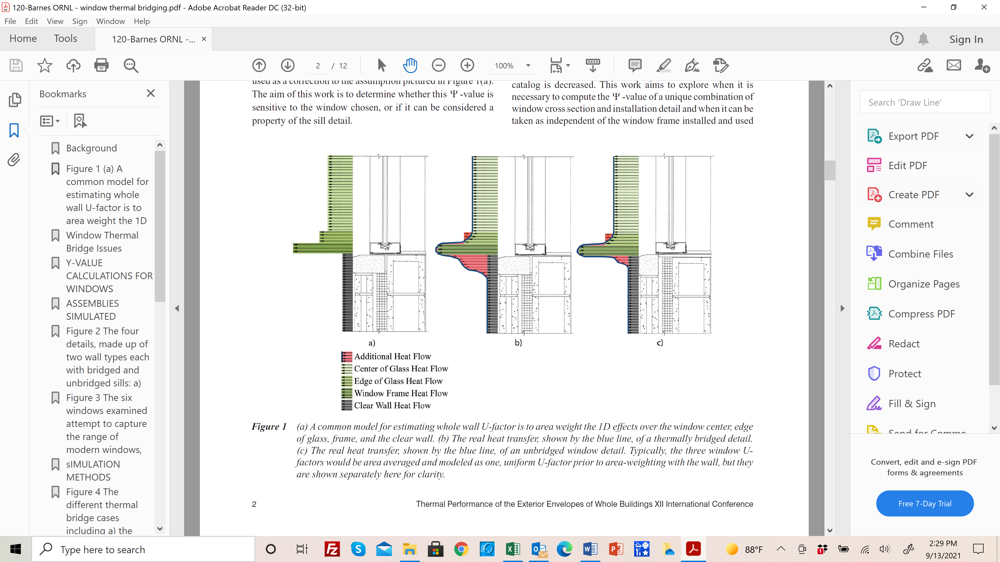 120-Barnes ORNL - window thermal bridging.pdf - Adobe Acrobat Reader DC (32-bit)
File Edit View Sign Window Help
Home Tools 120-Barnes ORNL -... × Sign In
2 / 12 100%
Bookmarks
Background
Figure 1 (a) A
common model for
estimating whole
wall U-factor is to
area weight the 1D
Window Thermal
Bridge Issues
Y-VALUE
CALCULATIONS FOR
WINDOWS
ASSEMBLIES
SIMULATED
Figure 2 The four
details, made up of
two wall types each
with bridged and
unbridged sills: a)
Figure 3 The six
windows examined
attempt to capture
the range of
modern windows,
sIMULATION
METHODS
Figure 4 The
different thermal
bridge cases
including a) the
used as a correction to the assumption pictured in Figure 1(a).
The aim of this work is to determine whether this Ψ -value is
sensitive to the window chosen, or if it can be considered a
property of the sill detail.
catalog is decreased. This work aims to explore when it is
necessary to compute the Ψ -value of a unique combination of
window cross section and installation detail and when it can be
taken as independent of the window frame installed and used
a) b) c)
Additional Heat Flow
Center of Glass Heat Flow
Edge of Glass Heat Flow
Window Frame Heat Flow
Clear Wall Heat Flow
Figure 1 (a) A common model for estimating whole wall U-factor is to area weight the 1D effects over the window center, edge
of glass, frame, and the clear wall. (b) The real heat transfer, shown by the blue line, of a thermally bridged detail.
(c) The real heat transfer, shown by the blue line, of an unbridged window detail. Typically, the three window U-
factors would be area averaged and modeled as one, uniform U-factor prior to area-weighting with the wall, but they
are shown separately here for clarity.
2 Thermal Performance of the Exterior Envelopes of Whole Buildings XII International Conference
Search 'Draw Line'
Export PDF
Edit PDF
Create PDF
Comment
Combine Files
Organize Pages
Compress PDF
Redact
Protect
Fill & Sign
Send for Comme
Convert, edit and e-sign PDF
forms & agreements
Free 7-Day Trial
Type here to search
88°F
1
2:29 PM
9/13/2021